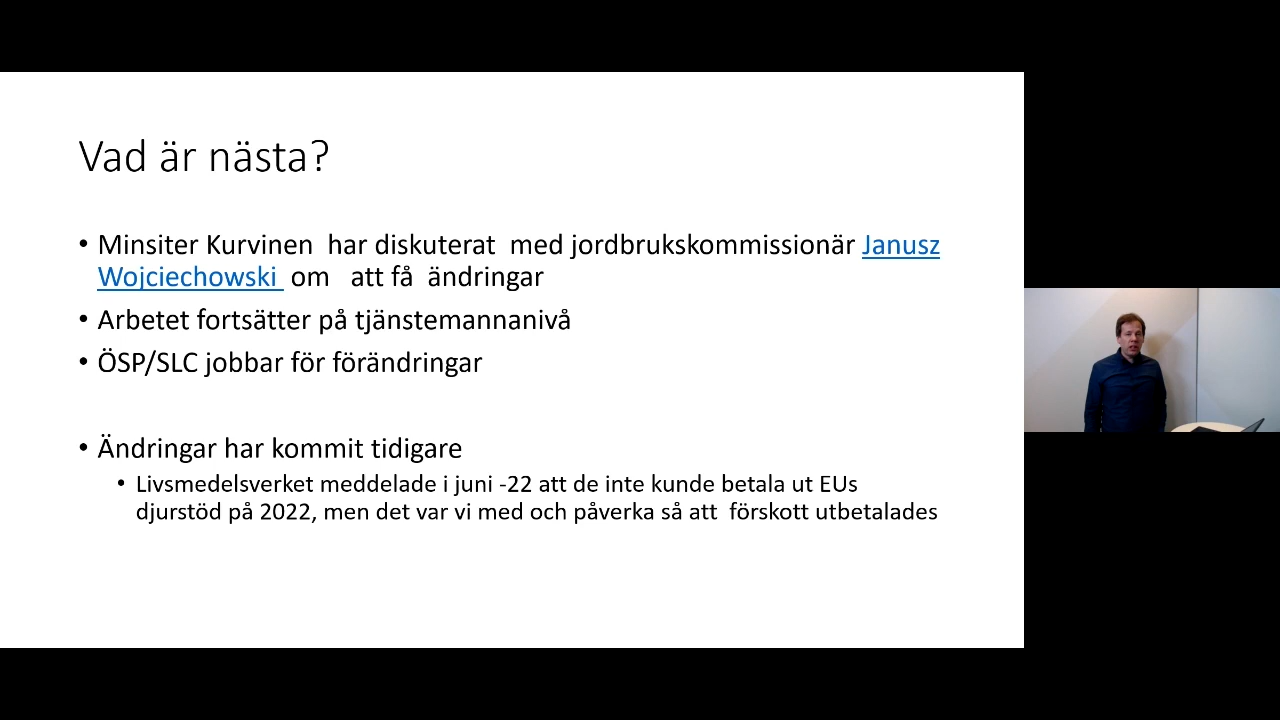 Vad är nästa?
• Minsiter Kurvinen har diskuterat med jordbrukskommissionär Janusz
Wojciechowski om att få ändringar
• Arbetet fortsätter på tjänstemannanivå
• ÖSP/SLC jobbar för förändringar
• Ändringar har kommit tidigare
• Livsmedelsverket meddelade i juni -22 att de inte kunde betala ut EUs
djurstöd på 2022, men det var vi med och påverka så att förskott utbetalades